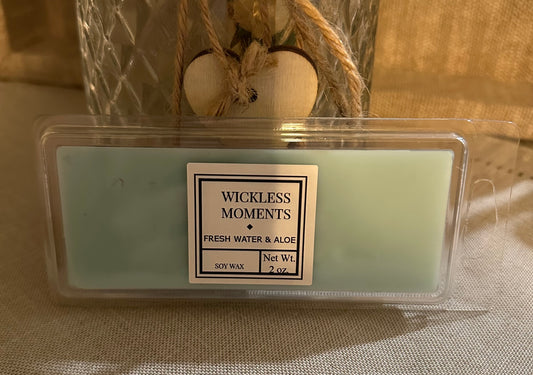 WICKLESS
MOMENTS
FRESH WATER & ALOE
SOY WAX
Net Wt.
2 oz.